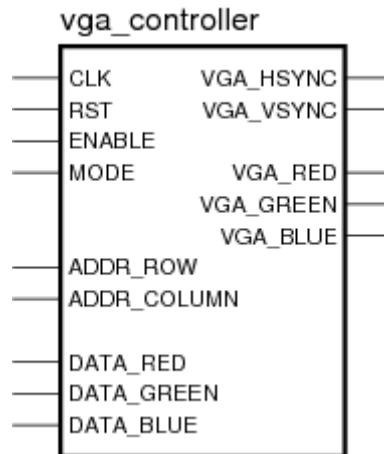 vga_controller
CLK VGA_HSYNC
RST VGA_VSYNC
ENABLE
MODE VGA_RED
VGA_GREEN
VGA_BLUE
ADDR_ROW
ADDR_COLUMN
DATA_RED
DATA_GREEN
DATA_BLUE